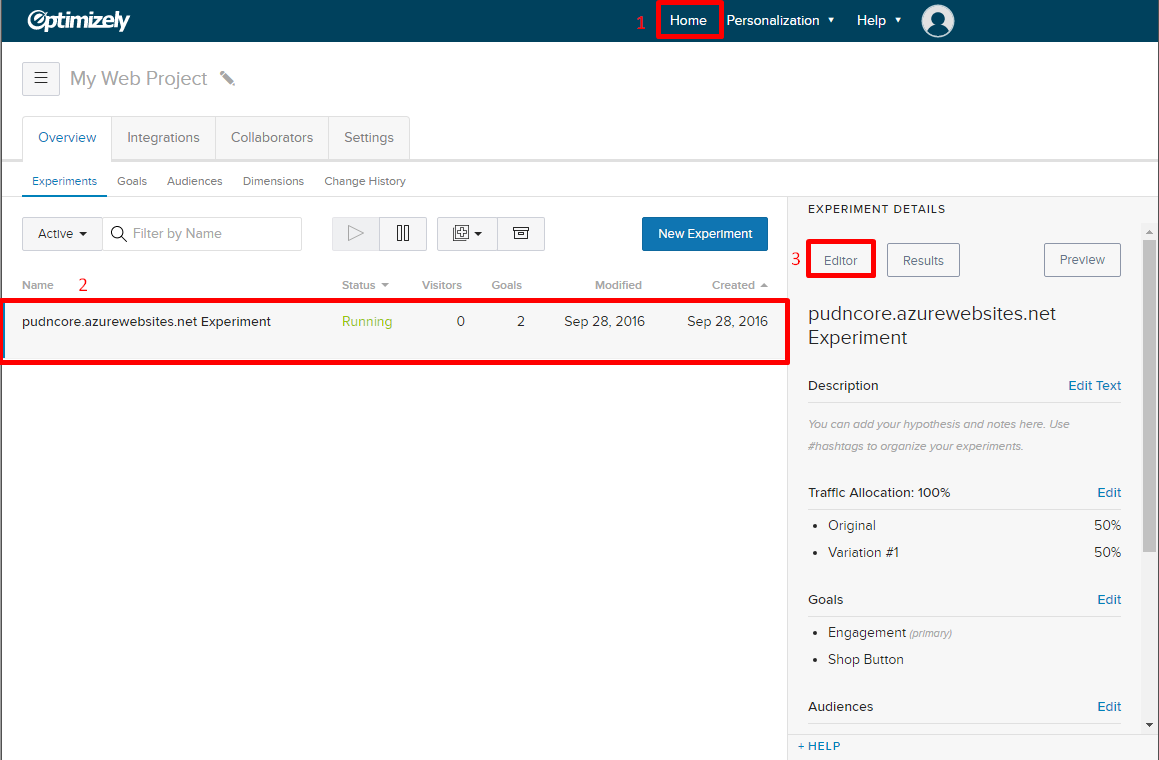 Optimizely
1 Home Personalization Help
My Web Project
Overview Integrations Collaborators Settings
Experiments Goals Audiences Dimensions Change History
Active Filter by Name New Experiment
Name 2 Status Visitors Goals Modified Created
pudncore.azurewebsites.net Experiment Running 0 2 Sep 28, 2016 Sep 28, 2016
EXPERIMENT DETAILS
3 Editor Results Preview
pudncore.azurewebsites.net
Experiment
Description Edit Text
You can add your hypothesis and notes here. Use
#hashtags to organize your experiments.
Traffic Allocation: 100% Edit
• Original 50%
• Variation #1 50%
Goals Edit
• Engagement (primary)
• Shop Button
Audiences Edit
+ HELP